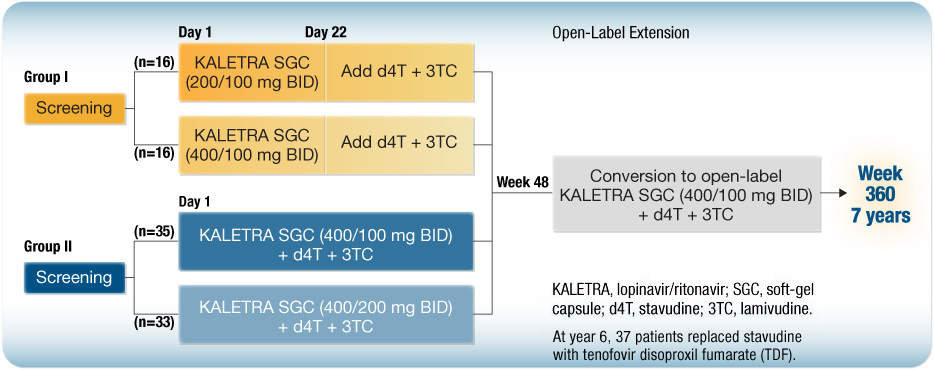 Day 1
Day 22
Open-Label Extension
Group I
Screening
(n=16)
KALETRA SGC
(200/100 mg BID)
Add d4T + 3TC
(n=16)
KALETRA SGC
(400/100 mg BID)
Add d4T + 3TC
Day 1
Group II
Screening
(n=35)
KALETRA SGC (400/100 mg BID)
+ d4T + 3TC
(n=33)
KALETRA SGC (400/200 mg BID)
+ d4T + 3TC
Week 48
Conversion to open-label
KALETRA SGC (400/100 mg BID)
+ d4T + 3TC
Week
360
7 years
KALETRA, lopinavir/ritonavir; SGC, soft-gel
capsule; d4T, stavudine; 3TC, lamivudine.
At year 6, 37 patients replaced stavudine
with tenofovir disoproxil fumarate (TDF).